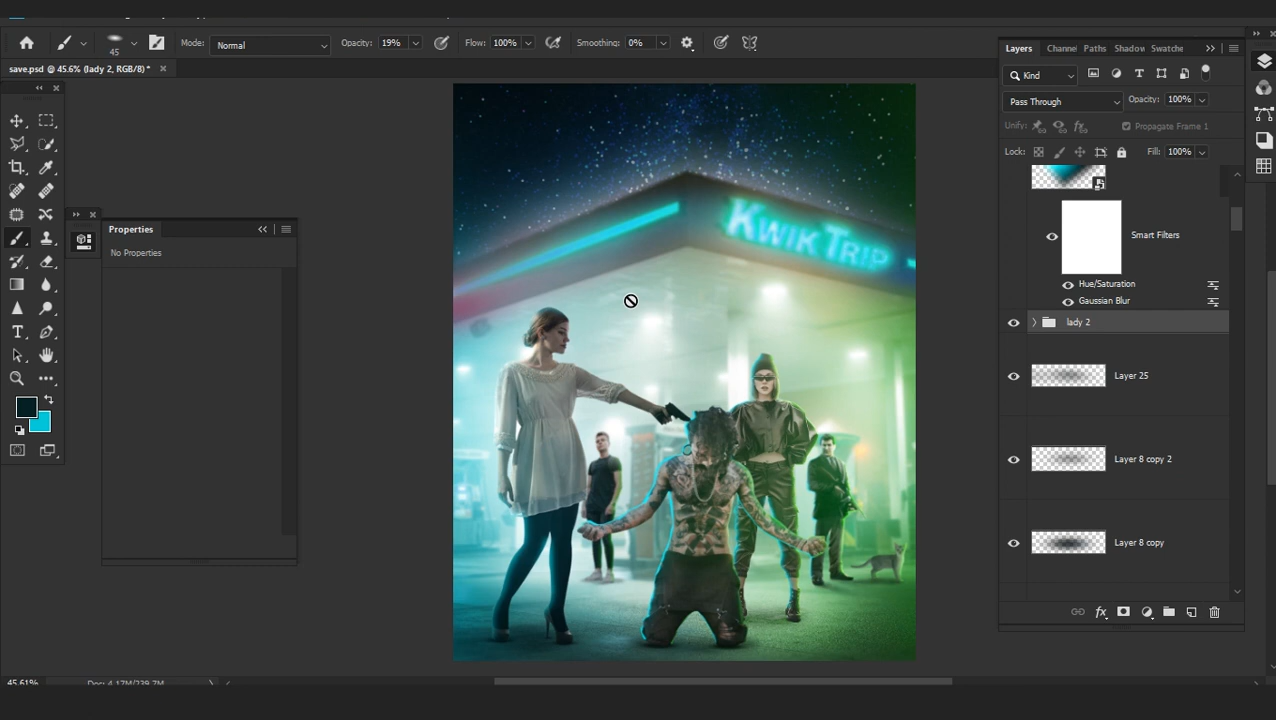 45
Mode:
Normal
Opacity: 19%
Flow: 100%
Smoothing: 0%
save.psd @ 45.6% (lady 2, RGB/8) *
Properties
No Properties
KWIK TRIP
Layers
Channel
Paths
Shadow
Swatche
Kind
Pass Through
Opacity: 100%
Unify:
Propagate Frame 1
Lock:
Fill: 100%
Smart Filters
Hue/Saturation
Gaussian Blur
lady 2
Layer 25
Layer 8 copy 2
Layer 8 copy
45.61%
Doc: 4.17M/239.7M